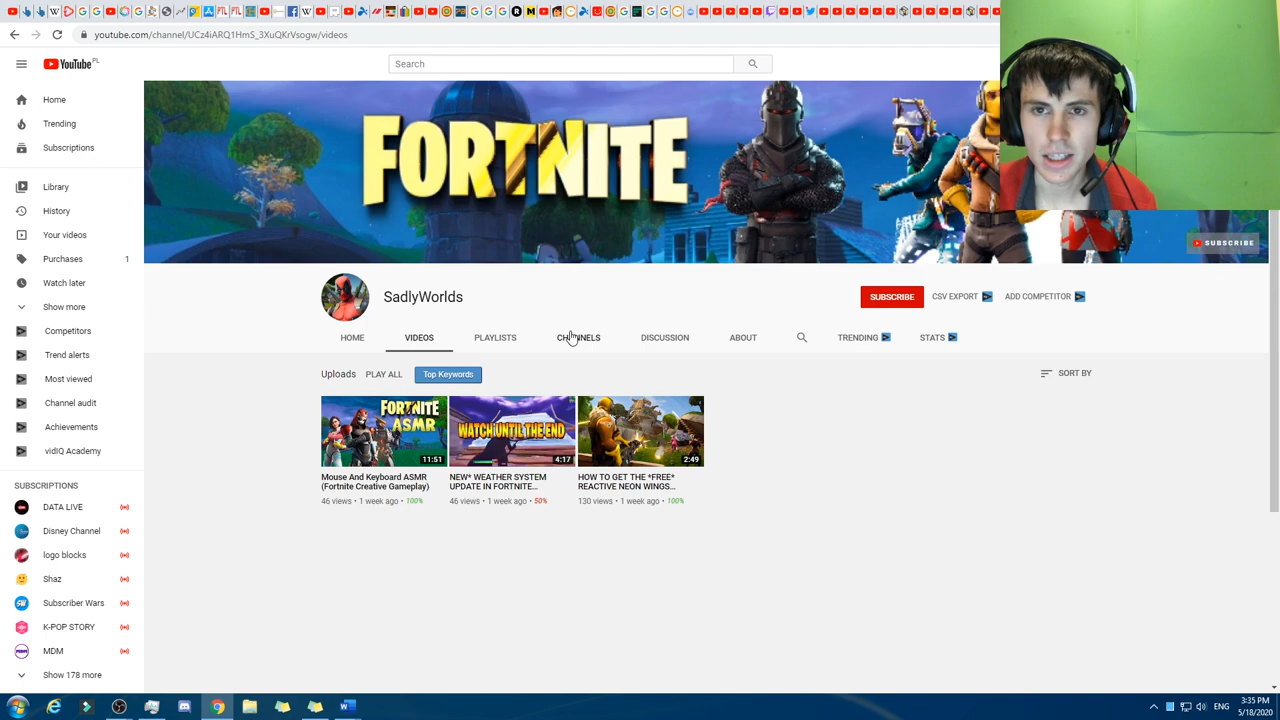 youtube.com/channel/UCz4iARQ1HmS_3XuQKrVsogw/videos
YouTube PL
Search
Home
Trending
Subscriptions
Library
History
Your videos
Purchases 1
Watch later
Show more
Competitors
Trend alerts
Most viewed
Channel audit
Achievements
vidIQ Academy
SUBSCRIPTIONS
DATA LIVE
Disney Channel
logo blocks
Shaz
Subscriber Wars
K-POP STORY
MDM
Show 178 more
FORTNITE
SUBSCRIBE
SadlyWorlds
SUBSCRIBE CSV EXPORT ADD COMPETITOR
HOME VIDEOS PLAYLISTS CHANNELS DISCUSSION ABOUT TRENDING STATS
Uploads PLAY ALL Top Keywords SORT BY
FORTNITE
ASMR
11:51
Mouse And Keyboard ASMR
(Fortnite Creative Gameplay)
46 views • 1 week ago • 100%
WATCH UNTIL THE END
4:17
NEW* WEATHER SYSTEM
UPDATE IN FORTNITE...
46 views • 1 week ago • 50%
2:49
HOW TO GET THE *FREE*
REACTIVE NEON WINGS...
130 views • 1 week ago • 100%
ENG
3:35 PM
5/18/2020